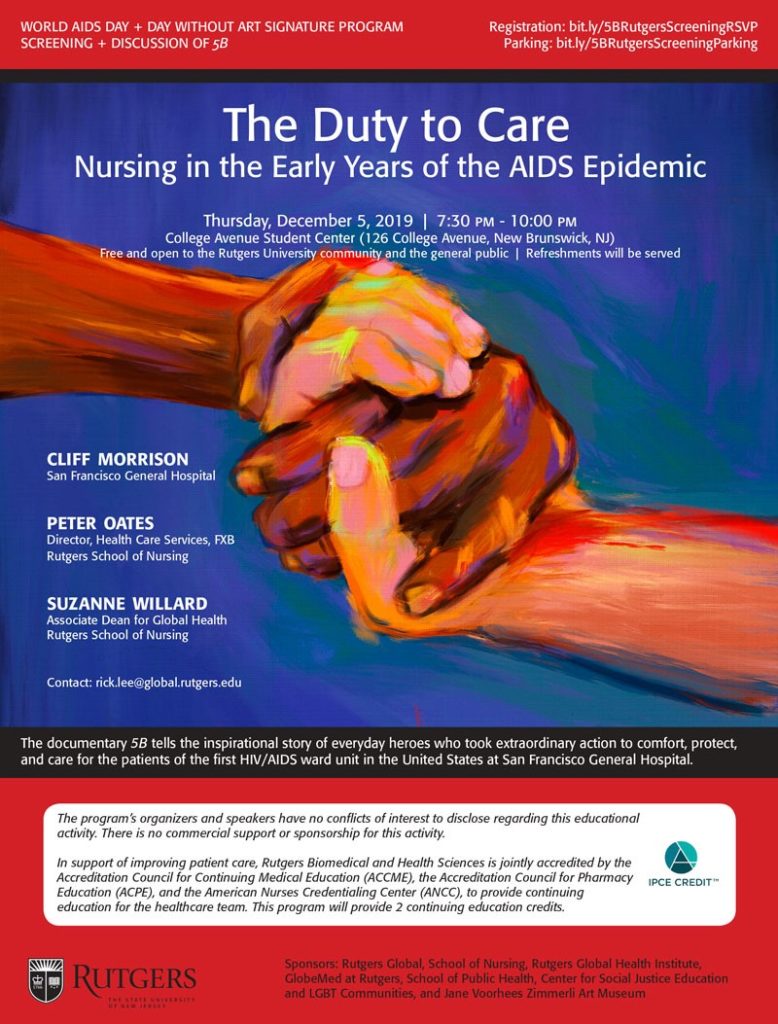 WORLD AIDS DAY + DAY WITHOUT ART SIGNATURE PROGRAM
SCREENING + DISCUSSION OF 5B
Registration: bit.ly/5BRutgersScreeningRSVP
Parking: bit.ly/5BRutgersScreeningParking
The Duty to Care
Nursing in the Early Years of the AIDS Epidemic
Thursday, December 5, 2019 | 7:30 PM - 10:00 PM
College Avenue Student Center (126 College Avenue, New Brunswick, NJ)
Free and open to the Rutgers University community and the general public | Refreshments will be served
CLIFF MORRISON
San Francisco General Hospital
PETER OATES
Director, Health Care Services, FXB
Rutgers School of Nursing
SUZANNE WILLARD
Associate Dean for Global Health
Rutgers School of Nursing
Contact: rick.lee@global.rutgers.edu
The documentary 5B tells the inspirational story of everyday heroes who took extraordinary action to comfort, protect,
and care for the patients of the first HIV/AIDS ward unit in the United States at San Francisco General Hospital.
The program's organizers and speakers have no conflicts of interest to disclose regarding this educational
activity. There is no commercial support or sponsorship for this activity.
In support of improving patient care, Rutgers Biomedical and Health Sciences is jointly accredited by the
Accreditation Council for Continuing Medical Education (ACCME), the Accreditation Council for Pharmacy
Education (ACPE), and the American Nurses Credentialing Center (ANCC), to provide continuing
education for the healthcare team. This program will provide 2 continuing education credits.
IPCE CREDIT™
RUTGERS
THE STATE UNIVERSITY
OF NEW JERSEY
Sponsors: Rutgers Global, School of Nursing, Rutgers Global Health Institute,
GlobeMed at Rutgers, School of Public Health, Center for Social Justice Education
and LGBT Communities, and Jane Voorhees Zimmerli Art Museum